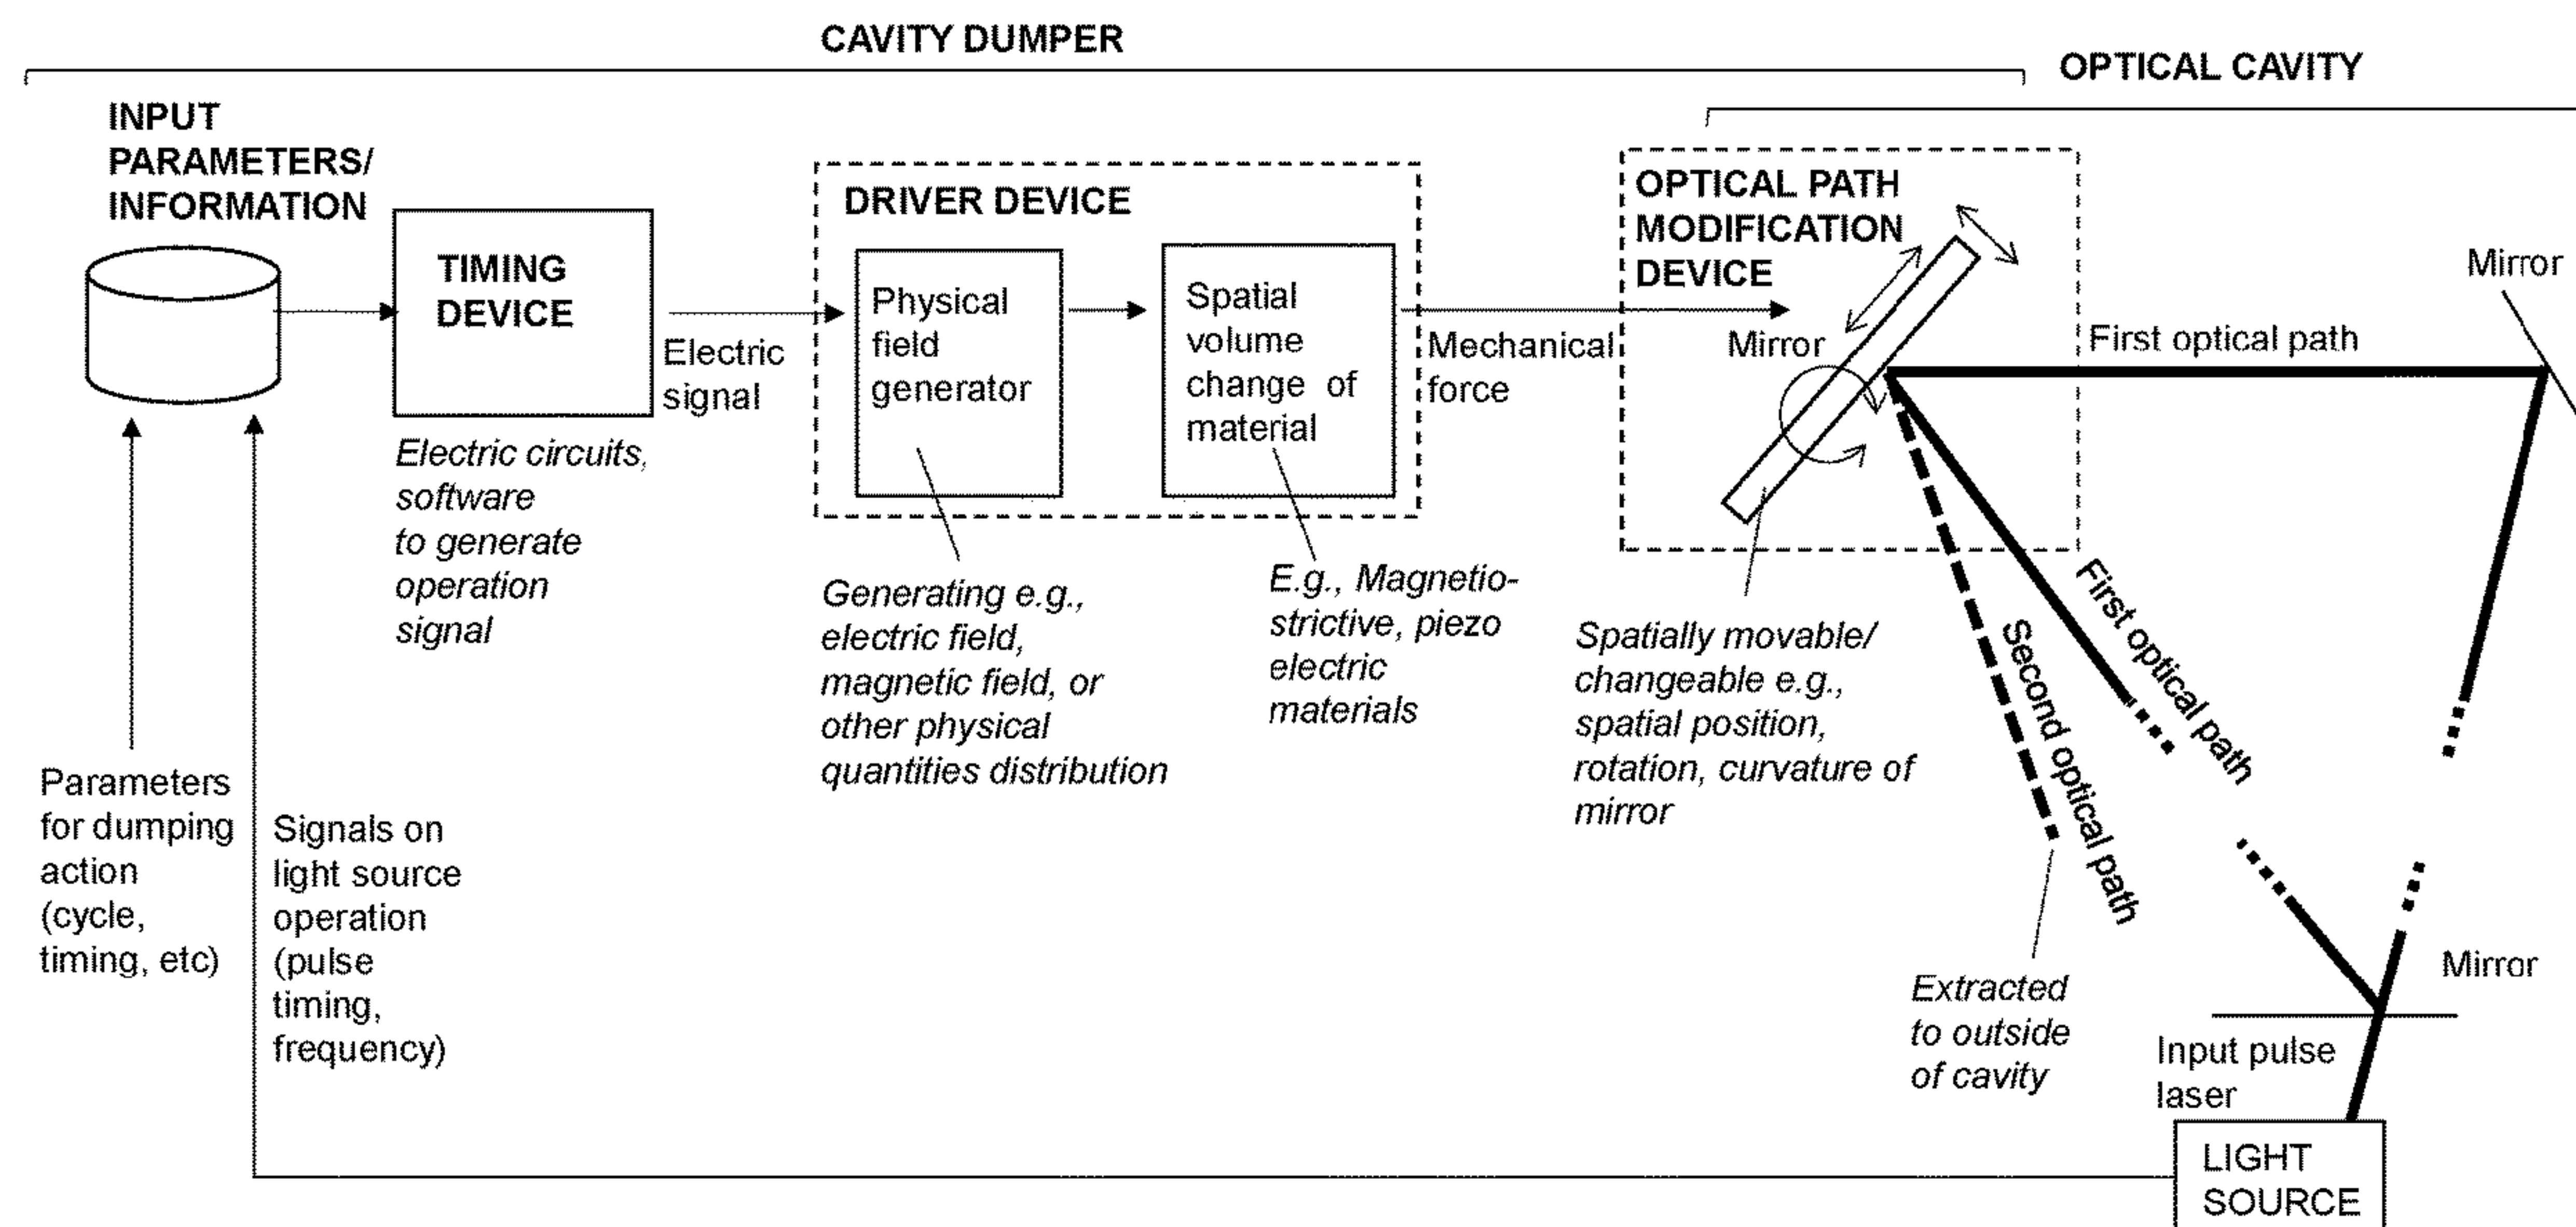 CAVITY DUMPER
OPTICAL CAVITY
INPUT
PARAMETERS/
INFORMATION
TIMING
DEVICE
Electric
signal
Electric circuits,
software
to generate
operation
signal
DRIVER DEVICE
Physical
field
generator
Spatial
volume
change of
material
Mechanical
force
Generating e.g.,
electric field,
magnetic field, or
other physical
quantities distribution
E.g., Magnetio-
strictive, piezo
electric
materials
OPTICAL PATH
MODIFICATION
DEVICE
Mirror
Spatially movable/
changeable e.g.,
spatial position,
rotation, curvature of
mirror
First optical path
Mirror
First optical path
Second optical path
Extracted
to outside
of cavity
Mirror
Input pulse
laser
LIGHT
SOURCE
Parameters
for dumping
action
(cycle,
timing, etc)
Signals on
light source
operation
(pulse
timing,
frequency)